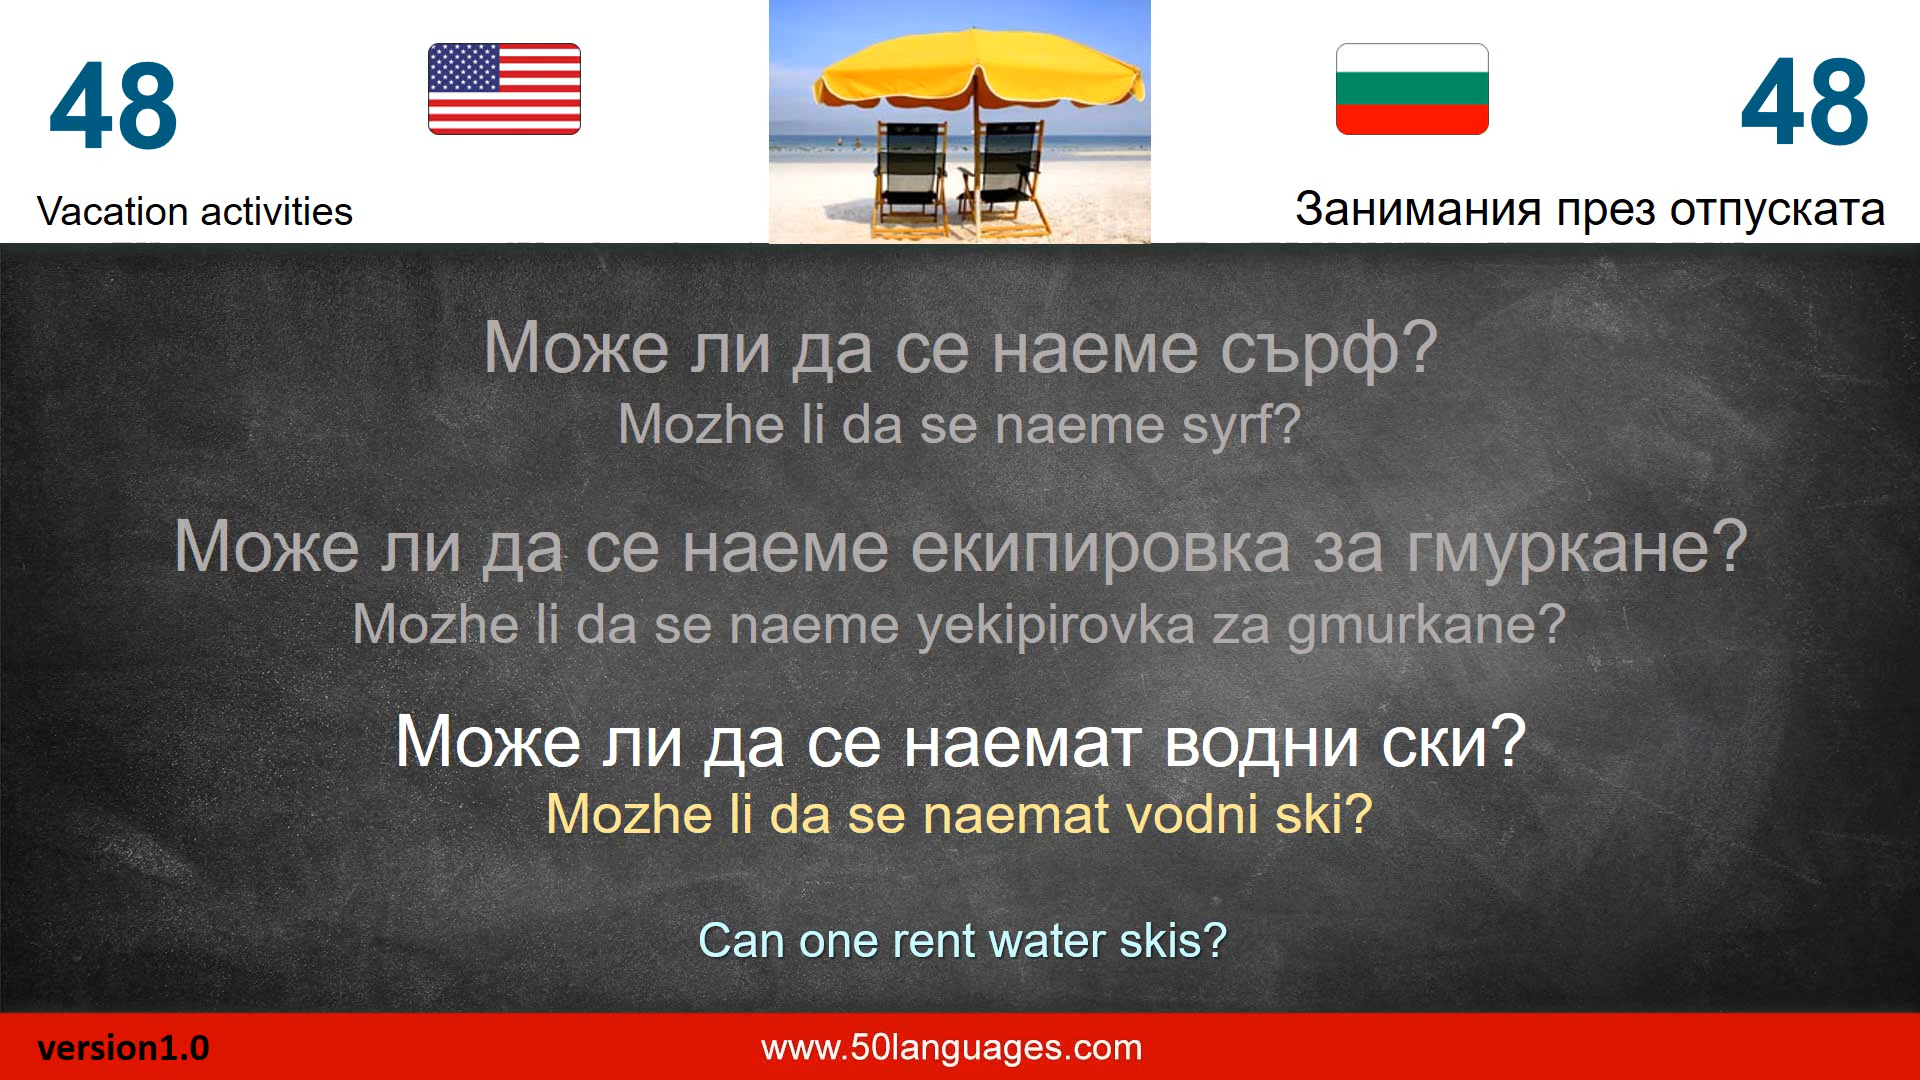 48
48
Vacation activities
Занимания през отпуската
Може ли да се наеме сърф?
Mozhe li da se naeme syrf?
Може ли да се наеме екипировка за гмуркане?
Mozhe li da se naeme yekipirovka za gmurkane?
Може ли да се наемат водни ски?
Mozhe li da se naemat vodni ski?
Can one rent water skis?
version1.0
www.50languages.com